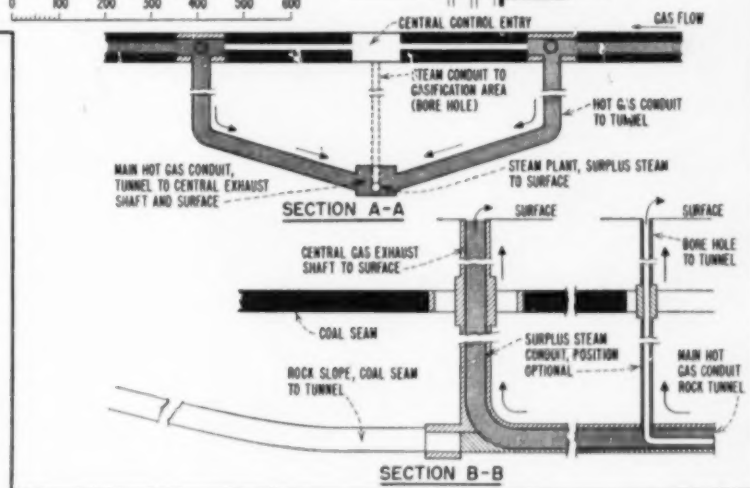 0 100 200 300 400 500 600
CENTRAL CONTROL ENTRY
GAS FLOW
STEAM CONDUIT TO
GASIFICATION AREA
(BORE HOLE)
HOT GAS CONDUIT
TO TUNNEL
MAIN HOT GAS CONDUIT,
TUNNEL TO CENTRAL EXHAUST
SHAFT AND SURFACE
STEAM PLANT, SURPLUS STEAM
TO SURFACE
SECTION A-A
SURFACE
SURFACE
CENTRAL GAS EXHAUST
SHAFT TO SURFACE
BORE HOLE
TO TUNNEL
COAL SEAM
SURPLUS STEAM
CONDUIT, POSITION
OPTIONAL
MAIN HOT
GAS CONDUIT
ROCK TUNNEL
ROCK SLOPE, COAL SEAM
TO TUNNEL
SECTION B-B